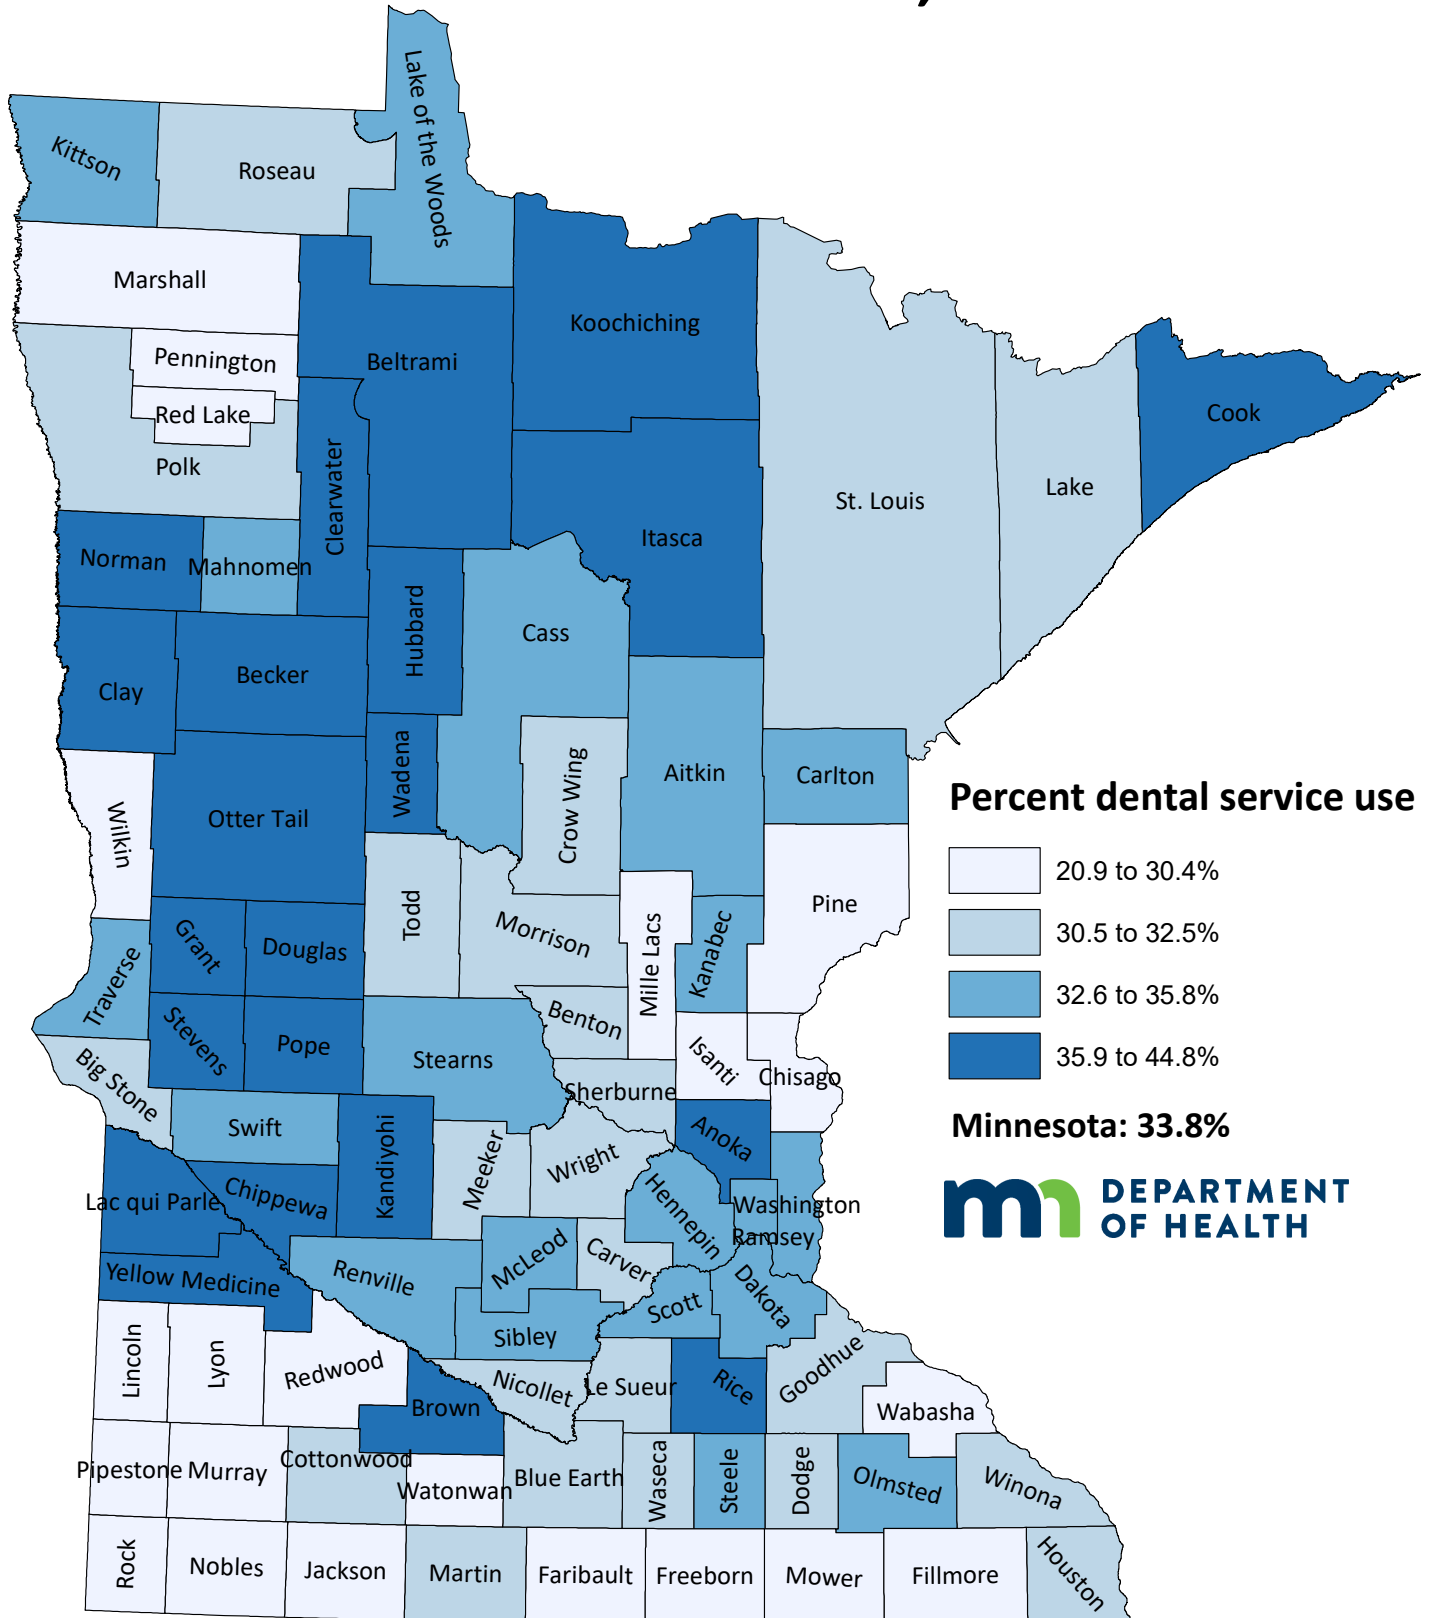 Kittson
Roseau
Lake of the Woods
Marshall
Koochiching
Pennington
Beltrami
Red Lake
Cook
Polk
Clearwater
Lake
St. Louis
Itasca
Norman
Mahnomen
Hubbard
Cass
Clay
Becker
Wadena
Crow Wing
Aitkin
Carlton
Wilkin
Otter Tail
Percent dental service use
20.9 to 30.4%
30.5 to 32.5%
32.6 to 35.8%
35.9 to 44.8%
Minnesota: 33.8%
DEPARTMENT
OF HEALTH
mn
Todd
Morrison
Mille Lacs
Kanabec
Pine
Grant
Douglas
Traverse
Stevens
Pope
Stearns
Benton
Isanti
Chisago
Big Stone
Sherburne
Swift
Anoka
Kandiyohi
Meeker
Wright
Lac qui Parle
Chippewa
Hennepin
Washington
Ramsey
Yellow Medicine
Renville
McLeod
Carver
Dakota
Scott
Sibley
Lincoln
Lyon
Redwood
Nicollet
Le Sueur
Rice
Goodhue
Brown
Wabasha
Pipestone
Murray
Cottonwood
Watonwan
Blue Earth
Waseca
Steele
Dodge
Olmsted
Winona
Rock
Nobles
Jackson
Martin
Faribault
Freeborn
Mower
Fillmore
Houston